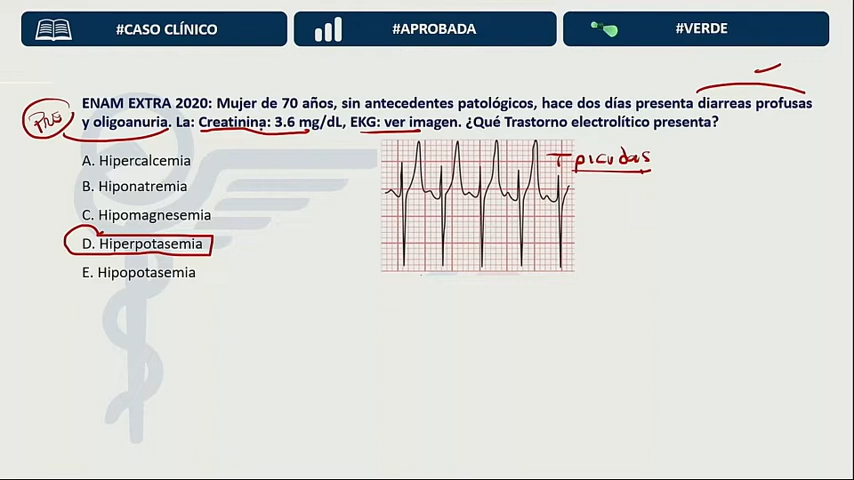 #CASO CLÍNICO
#APROBADA
#VERDE
PRE
ENAM EXTRA 2020: Mujer de 70 años, sin antecedentes patológicos, hace dos días presenta diarreas profusas
y oligoanuria. La: Creatinina: 3.6 mg/dL, EKG: ver imagen. ¿Qué Trastorno electrolítico presenta?
A. Hipercalcemia
B. Hiponatremia
C. Hipomagnesemia
D. Hiperpotasemia
E. Hipopotasemia
T picudas